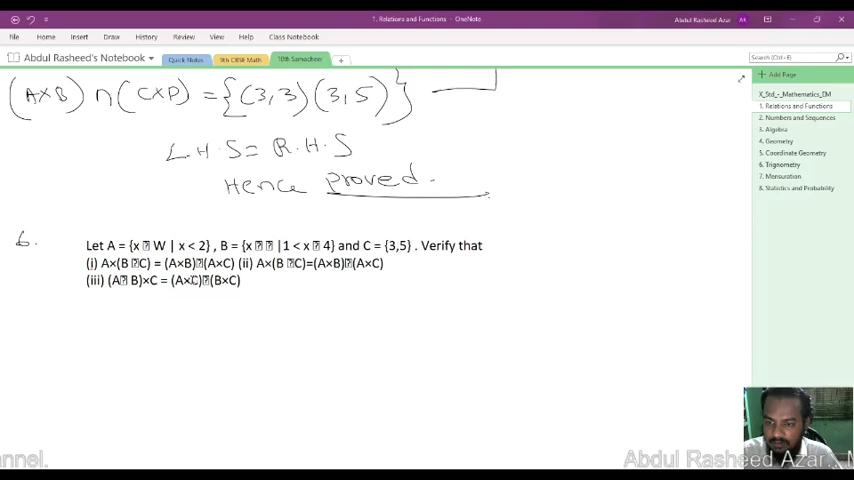 1. Relations and Functions - OneNote
Abdul Rasheed Azar AR
File Home Insert Draw History Review View Help Class Notebook
Abdul Rasheed's Notebook Quick Notes 9th CBSE Math 10th Samacheer +
Search (Ctrl+E)
Add Page
X_Std_-_Mathematics_EM
1. Relations and Functions
2. Numbers and Sequences
3. Algebra
4. Geometry
5. Coordinate Geometry
6. Trigonometry
7. Mensuration
8. Statistics and Probability
(A×B) ∩ (C×D) = {(3,3) (3,5)}
L.H.S = R.H.S
Hence proved.
6.
Let A = {x ⍰ W | x < 2} , B = {x ⍰ ⍰ |1 < x ⍰ 4} and C = {3,5} . Verify that
(i) A×(B ⍰C) = (A×B)⍰(A×C) (ii) A×(B ⍰C)=(A×B)⍰(A×C)
(iii) (A⍰ B)×C = (A×C)⍰(B×C)
nnel.
Abdul Rasheed Azar. M